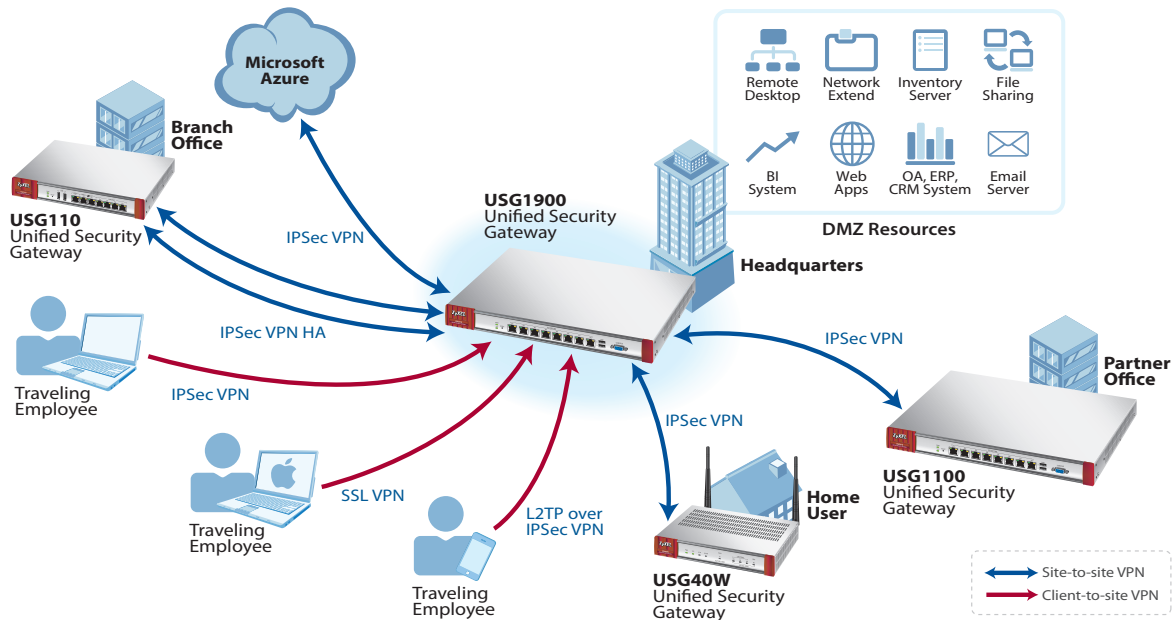 Microsoft
Azure
Remote
Desktop
Network
Extend
Inventory
Server
File
Sharing
BI
System
Web
Apps
OA, ERP,
CRM System
Email
Server
DMZ Resources
Branch
Office
USG110
Unified Security
Gateway
IPSec VPN
USG1900
Unified Security
Gateway
Headquarters
IPSec VPN HA
IPSec VPN
Partner
Office
Traveling
Employee
IPSec VPN
IPSec VPN
USG1100
Unified Security
Gateway
SSL VPN
Traveling
Employee
L2TP over
IPSec VPN
Home
User
Traveling
Employee
USG40W
Unified Security
Gateway
Site-to-site VPN
Client-to-site VPN